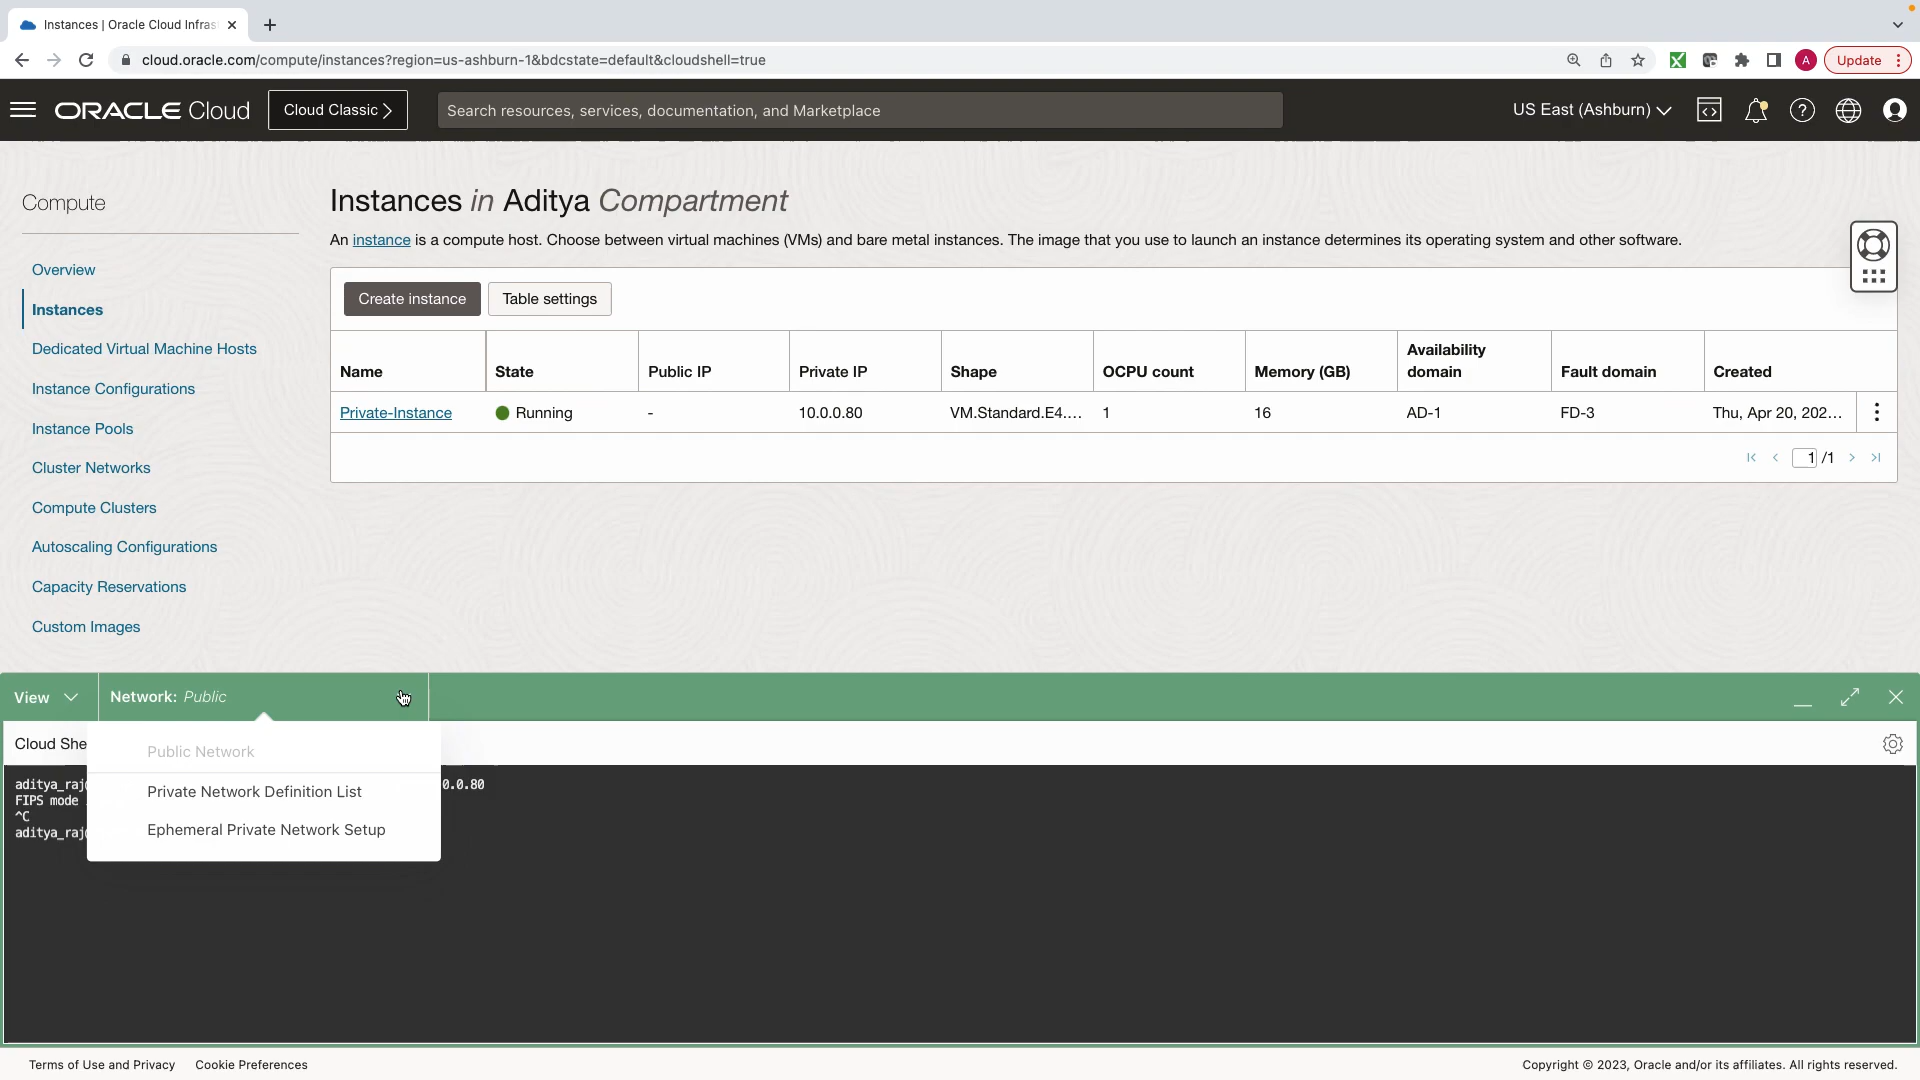 Instances | Oracle Cloud Infras
cloud.oracle.com/compute/instances?region=us-ashburn-1&bdcstate=default&cloudshell=true
A
Update
ORACLE Cloud
Cloud Classic
Search resources, services, documentation, and Marketplace
US East (Ashburn)
Compute
Overview
Instances
Dedicated Virtual Machine Hosts
Instance Configurations
Instance Pools
Cluster Networks
Compute Clusters
Autoscaling Configurations
Capacity Reservations
Custom Images
Instances in Aditya Compartment
An instance is a compute host. Choose between virtual machines (VMs) and bare metal instances. The image that you use to launch an instance determines its operating system and other software.
Create instance Table settings
Name State Public IP Private IP Shape OCPU count Memory (GB) Availability domain Fault domain Created
Private-Instance Running - 10.0.0.80 VM.Standard.E4.... 1 16 AD-1 FD-3 Thu, Apr 20, 202...
1 /1
View Network: Public
Cloud She
Public Network
Private Network Definition List
Ephemeral Private Network Setup
aditya_raj 0.0.80
FIPS mode
^C
aditya_raj
Terms of Use and Privacy Cookie Preferences
Copyright © 2023, Oracle and/or its affiliates. All rights reserved.